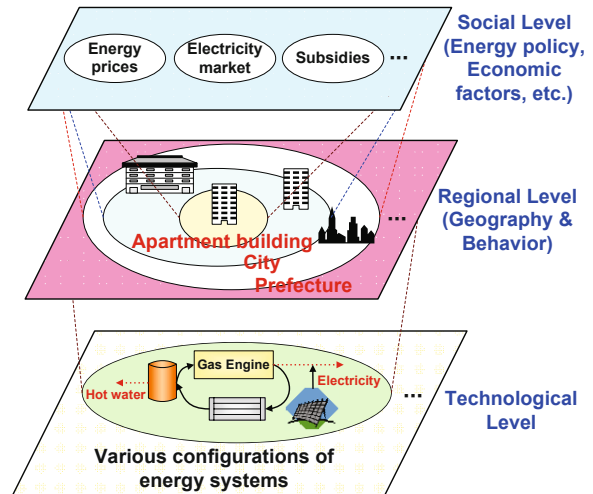 Energy
prices
Electricity
market
Subsidies
...
Social Level
(Energy policy,
Economic
factors, etc.)
Apartment building
City
Prefecture
...
Regional Level
(Geography &
Behavior)
Gas Engine
Hot water
Electricity
...
Technological
Level
Various configurations of
energy systems